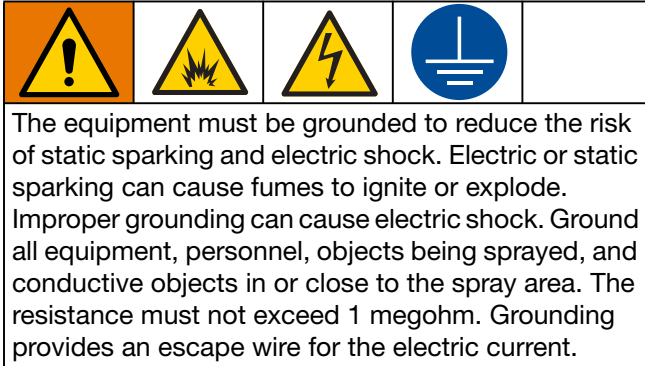 The equipment must be grounded to reduce the risk
of static sparking and electric shock. Electric or static
sparking can cause fumes to ignite or explode.
Improper grounding can cause electric shock. Ground
all equipment, personnel, objects being sprayed, and
conductive objects in or close to the spray area. The
resistance must not exceed 1 megohm. Grounding
provides an escape wire for the electric current.